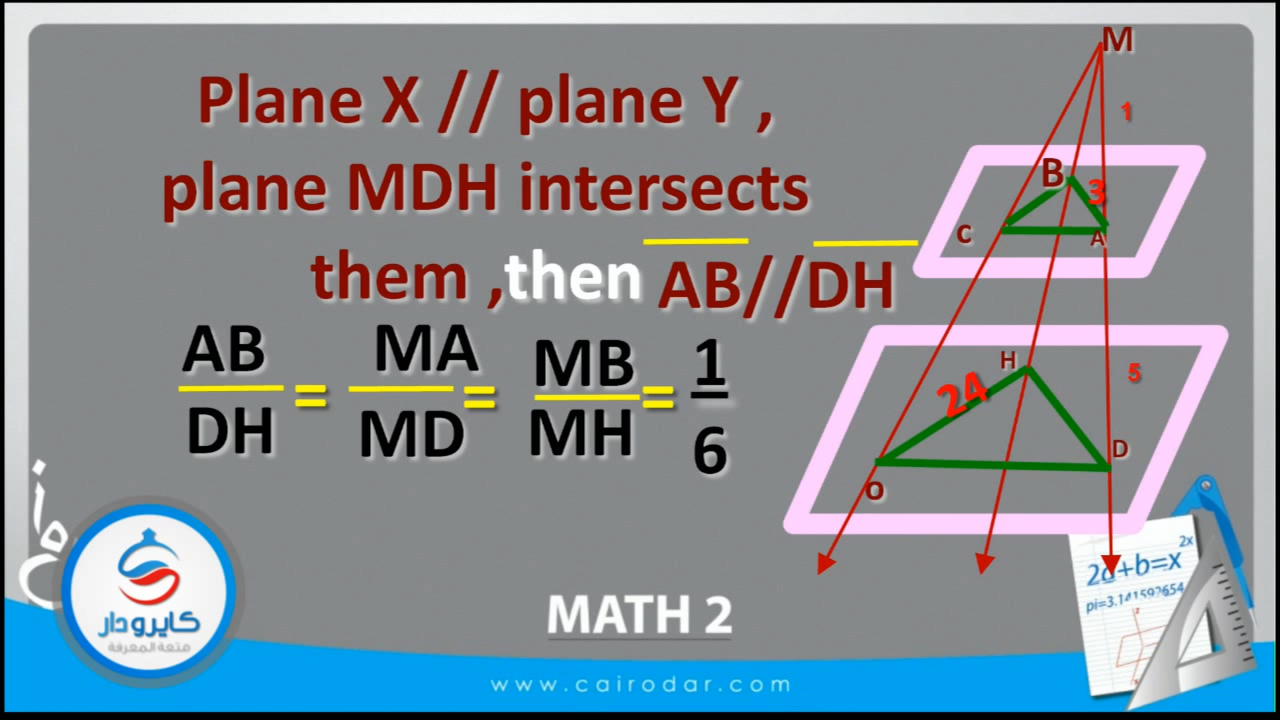 Plane X // plane Y ,
plane MDH intersects
them ,then AB//DH
AB/DH = MA/MD = MB/MH = 1/6
M
1
B
3
C
A
H
24
5
D
O
كايرودار
متعة المعرفة
MATH 2
www.cairodar.com
2x
2a+b=x
pi=3.141592654